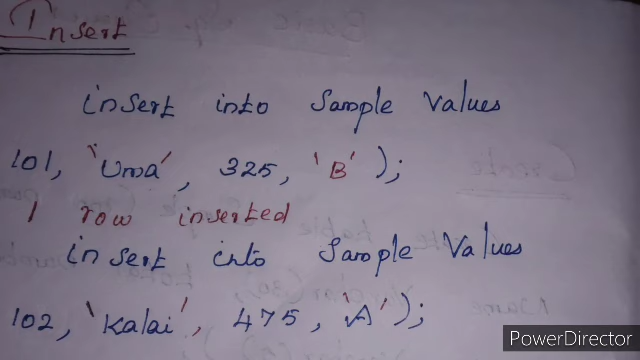 Insert
insert into Sample Values
101, 'Uma', 325, 'B');
1 row inserted
insert into Sample Values
102, 'Kalai', 475, 'A');
PowerDirector